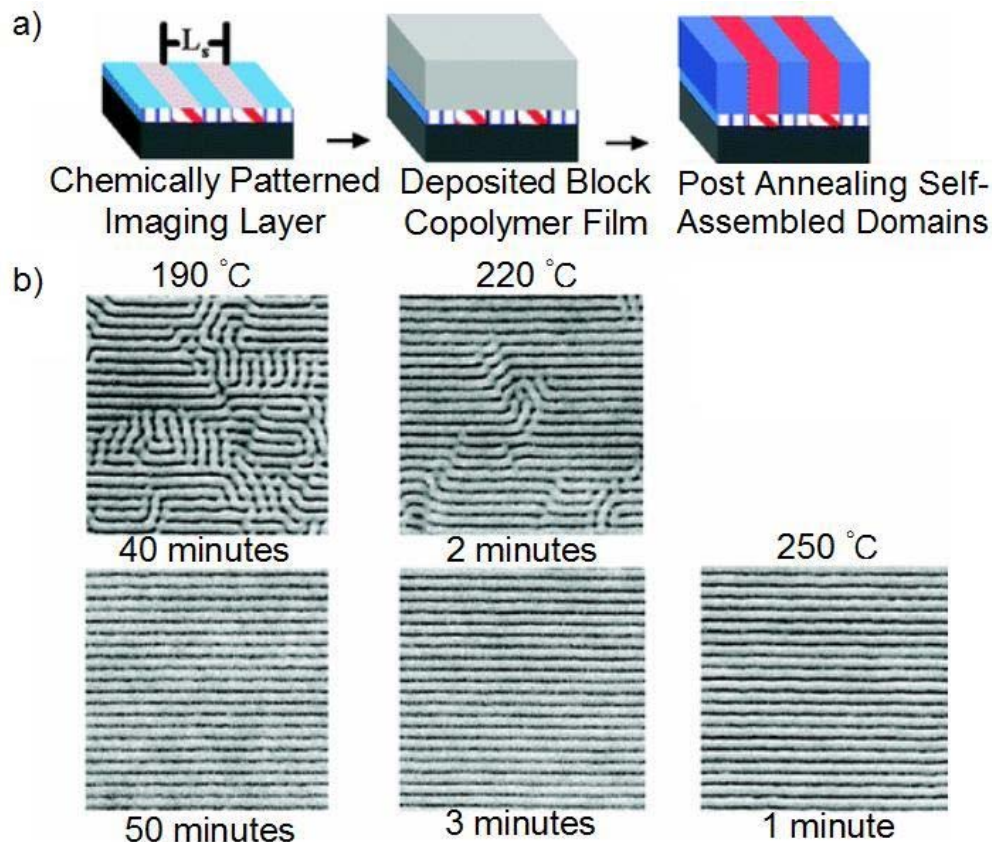 a)
Ls
Chemically Patterned
Imaging Layer
Deposited Block
Copolymer Film
Post Annealing Self-
Assembled Domains
b)
190 °C
220 °C
40 minutes
2 minutes
250 °C
50 minutes
3 minutes
1 minute